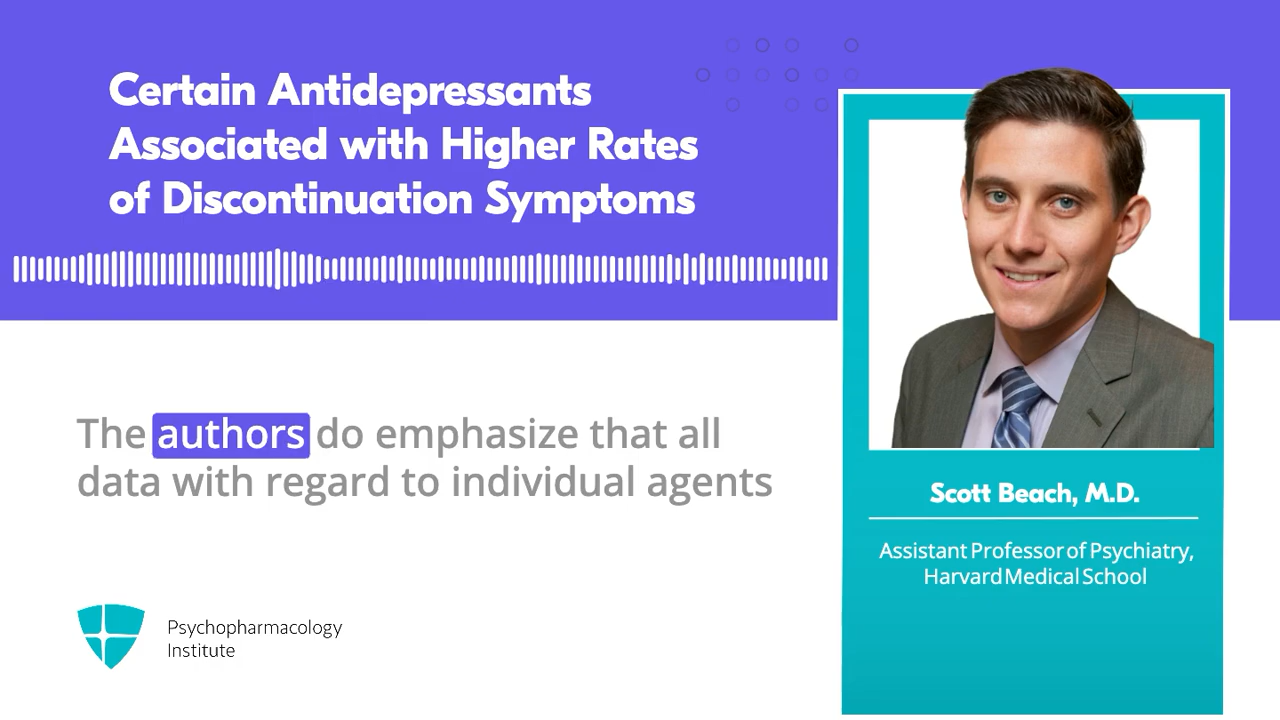 Certain Antidepressants
Associated with Higher Rates
of Discontinuation Symptoms
The authors do emphasize that all
data with regard to individual agents
Scott Beach, M.D.
Assistant Professor of Psychiatry,
Harvard Medical School
Psychopharmacology
Institute